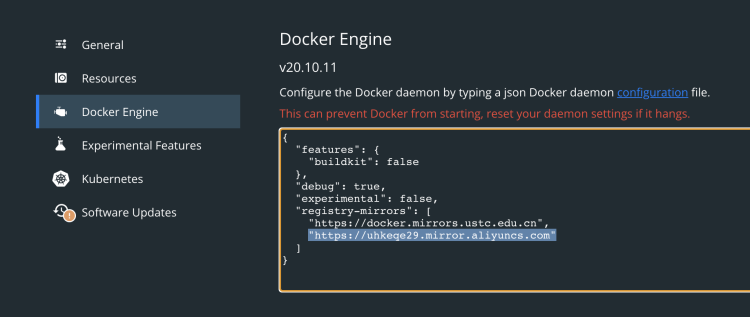 Docker Engine
General
v20.10.11
Resources
Configure the Docker daemon by typing a json Docker daemon configuration file.
Docker Engine
This can prevent Docker from starting, reset your daemon settings if it hangs.
Experimental Features
Kubernetes
Software Updates
{
  "features": {
    "buildkit": false
  },
  "debug": true,
  "experimental": false,
  "registry-mirrors": [
    "https://docker.mirrors.ustc.edu.cn",
    "https://uhkeqe29.mirror.aliyuncs.com"
  ]
}